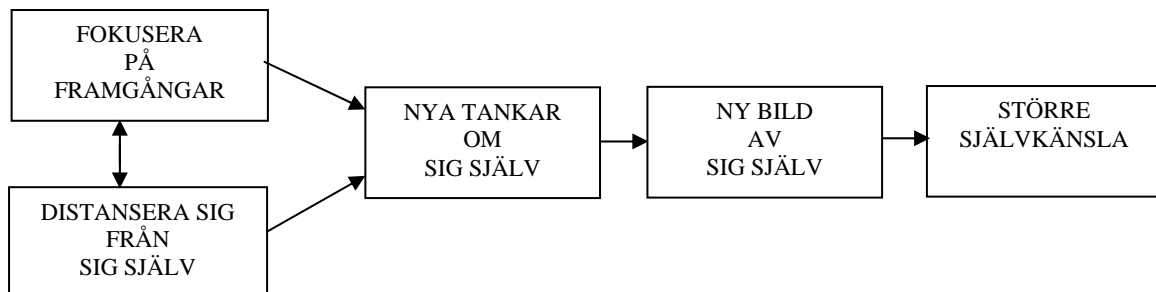 FOKUSERA
PÅ
FRAMGÅNGAR
DISTANSERA SIG
FRÅN
SIG SJÄLV
NYA TANKAR
OM
SIG SJÄLV
NY BILD
AV
SIG SJÄLV
STÖRRE
SJÄLVKÄNSLA